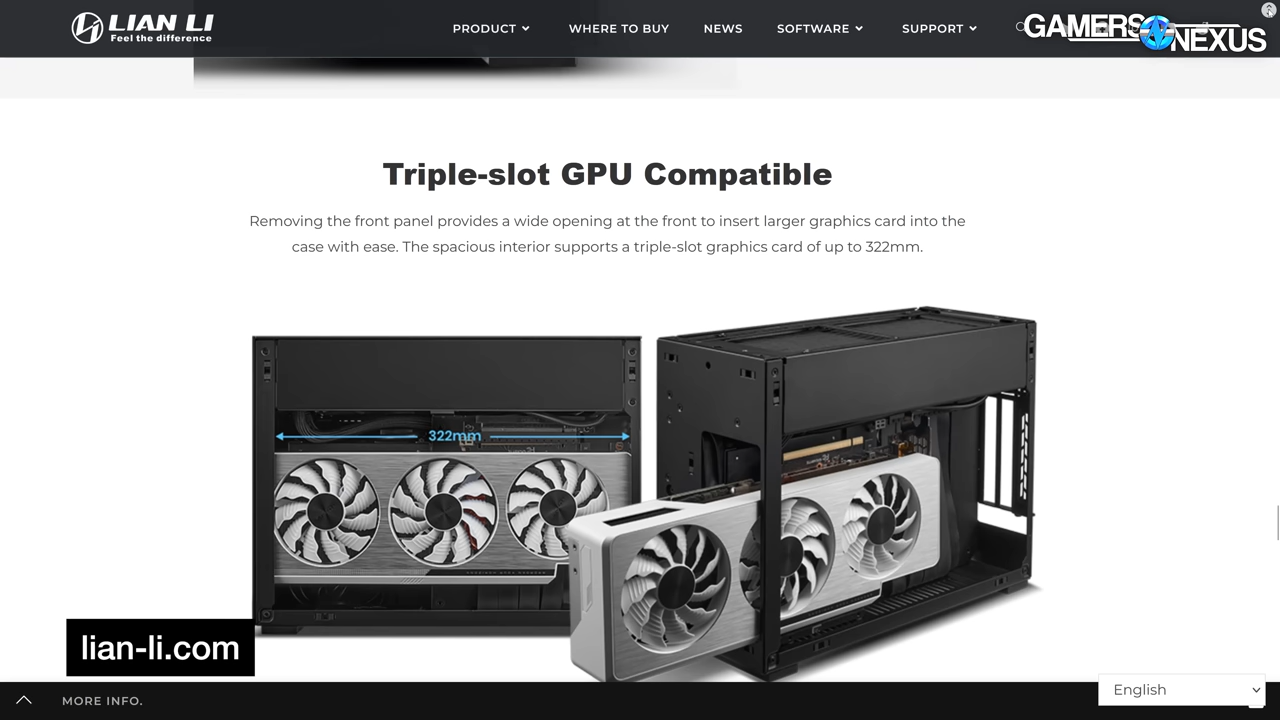 LIAN LI
Feel the difference
PRODUCT
WHERE TO BUY
NEWS
SOFTWARE
SUPPORT
GAMERS
NEXUS
Triple-slot GPU Compatible
Removing the front panel provides a wide opening at the front to insert larger graphics card into the
case with ease. The spacious interior supports a triple-slot graphics card of up to 322mm.
322mm
lian-li.com
MORE INFO.
English